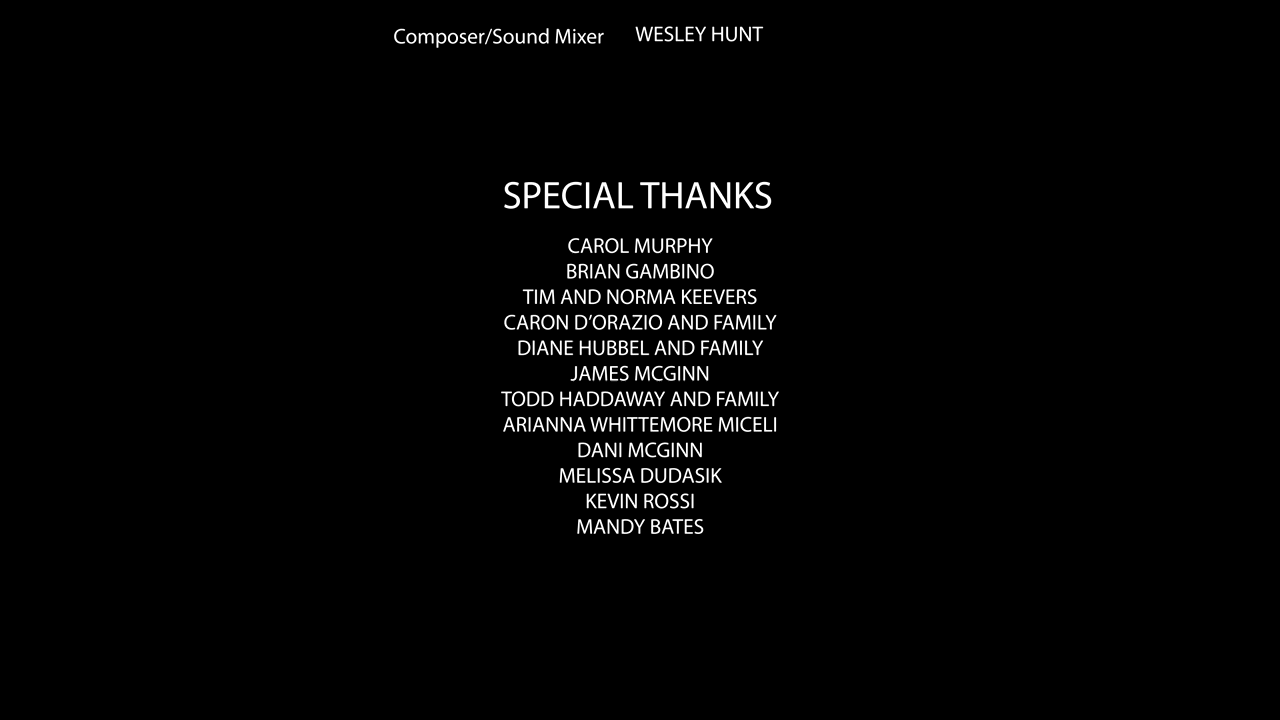 Composer/Sound Mixer WESLEY HUNT
SPECIAL THANKS
CAROL MURPHY
BRIAN GAMBINO
TIM AND NORMA KEEVERS
CARON D’ORAZIO AND FAMILY
DIANE HUBBEL AND FAMILY
JAMES MCGINN
TODD HADDAWAY AND FAMILY
ARIANNA WHITTEMORE MICELI
DANI MCGINN
MELISSA DUDASIK
KEVIN ROSSI
MANDY BATES